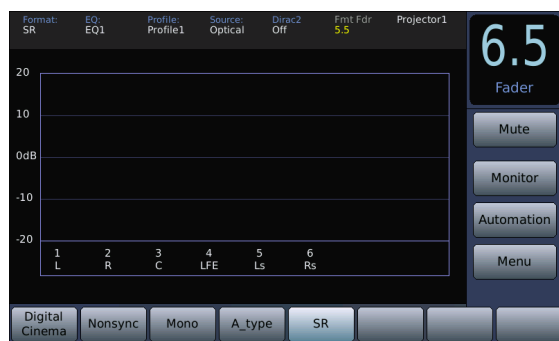 Format: EQ: Profile: Source: Dirac2 Fmt Fdr Projector1
SR EQ1 Profile1 Optical Off 5.5
6.5
Fader
20
10
0dB
-10
-20
1 2 3 4 5 6
L R C LFE Ls Rs
Mute
Monitor
Automation
Menu
Digital Cinema Nonsync Mono A_type SR